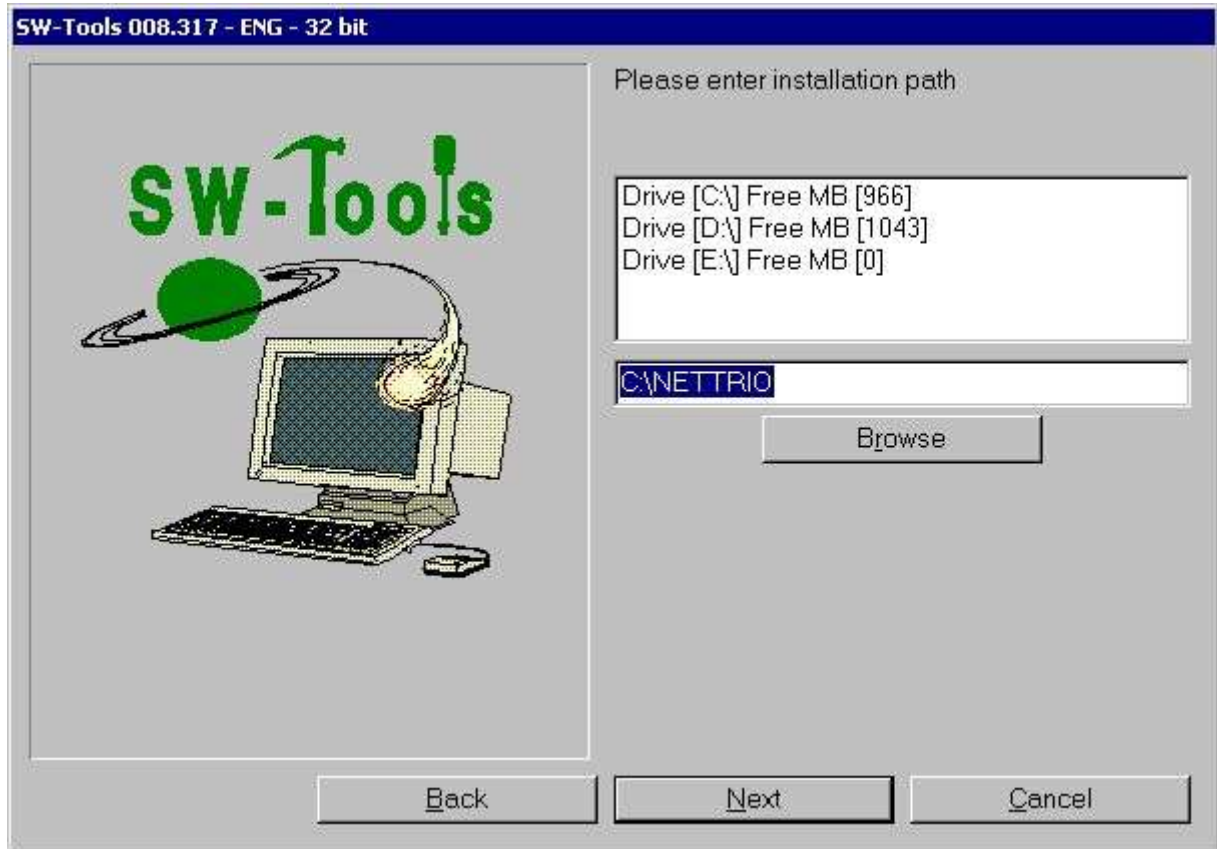 SW-Tools 008.317 - ENG - 32 bit
SW-Tools
Please enter installation path
Drive [C:\] Free MB [966]
Drive [D:\] Free MB [1043]
Drive [E:\] Free MB [0]
C:\NETTRIO
Browse
Back
Next
Cancel